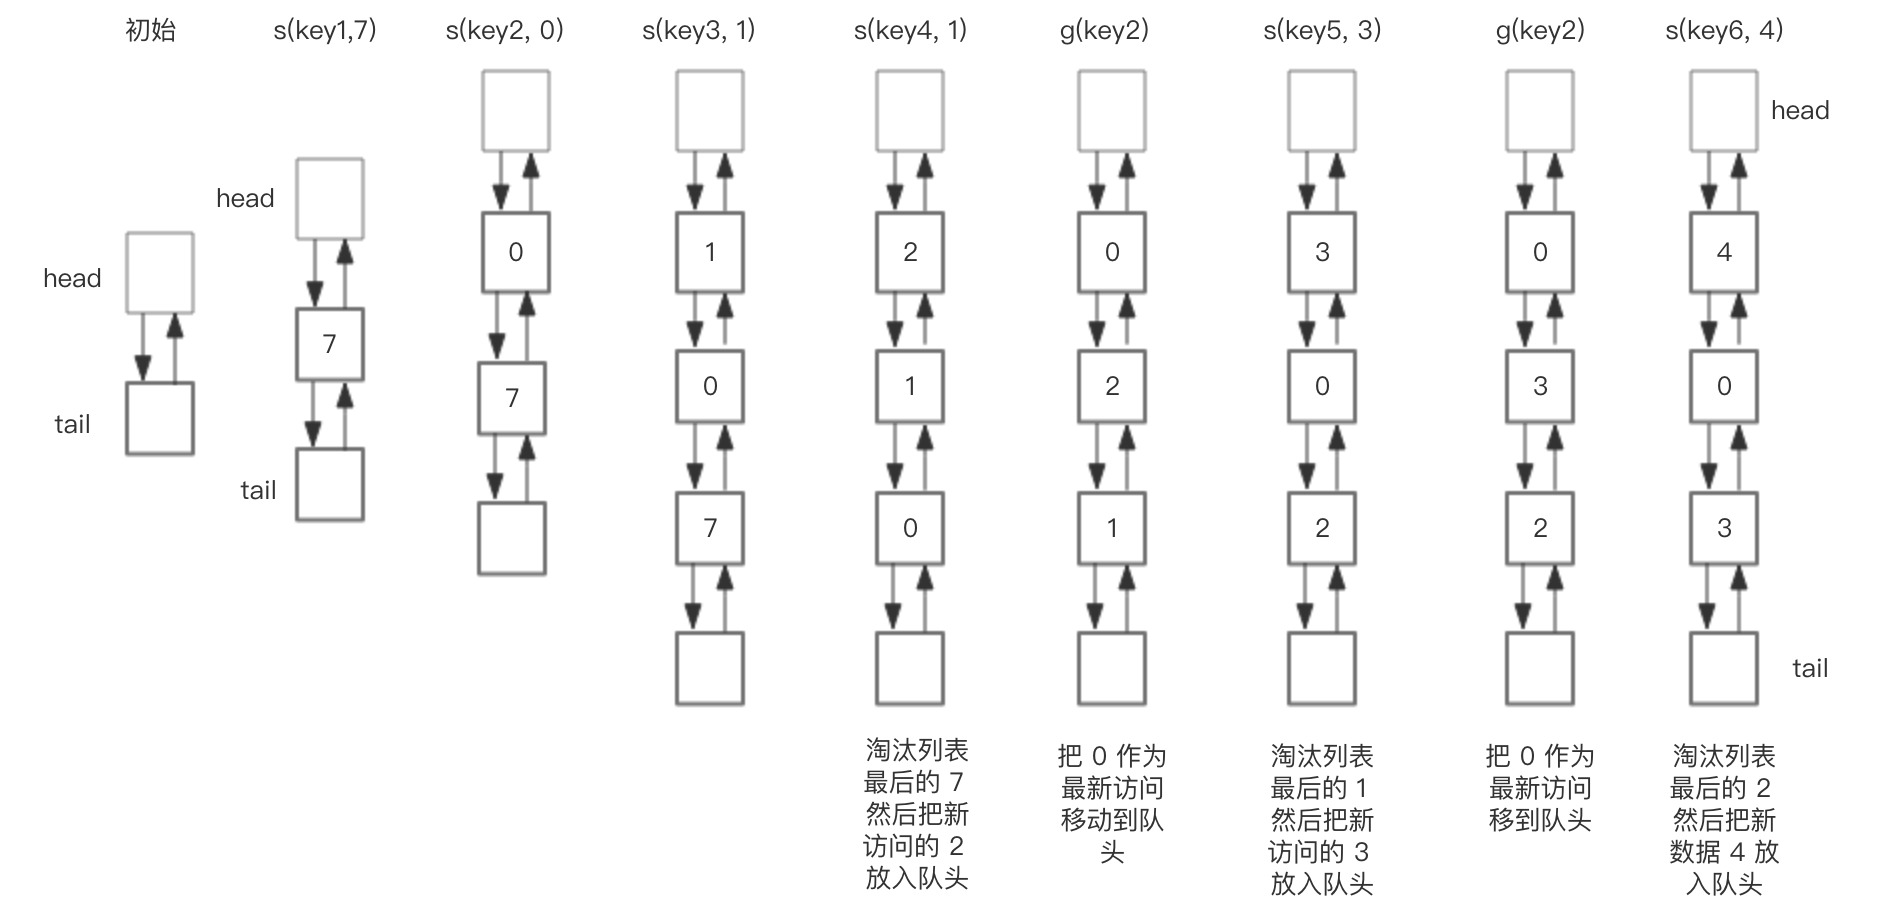 初始
s(key1,7)
s(key2, 0)
s(key3, 1)
s(key4, 1)
g(key2)
s(key5, 3)
g(key2)
s(key6, 4)
head
tail
head
7
tail
0
7
1
0
7
2
1
0
0
2
1
3
0
2
0
3
2
head
4
0
3
tail
淘汰列表
最后的 7
然后把新
访问的 2
放入队头
把 0 作为
最新访问
移动到队
头
淘汰列表
最后的 1
然后把新
访问的 3
放入队头
把 0 作为
最新访问
移到队头
淘汰列表
最后的 2
然后把新
数据 4 放
入队头